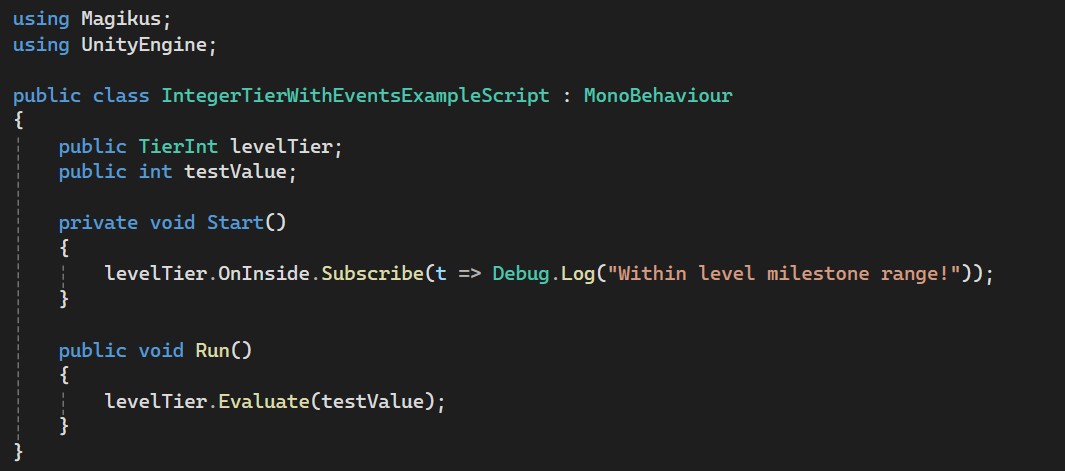 using Magikus;
using UnityEngine;
public class IntegerTierWithEventsExampleScript : MonoBehaviour
{
public TierInt levelTier;
public int testValue;
private void Start()
{
levelTier.OnInside.Subscribe(t => Debug.Log("Within level milestone range!"));
}
public void Run()
{
levelTier.Evaluate(testValue);
}
}